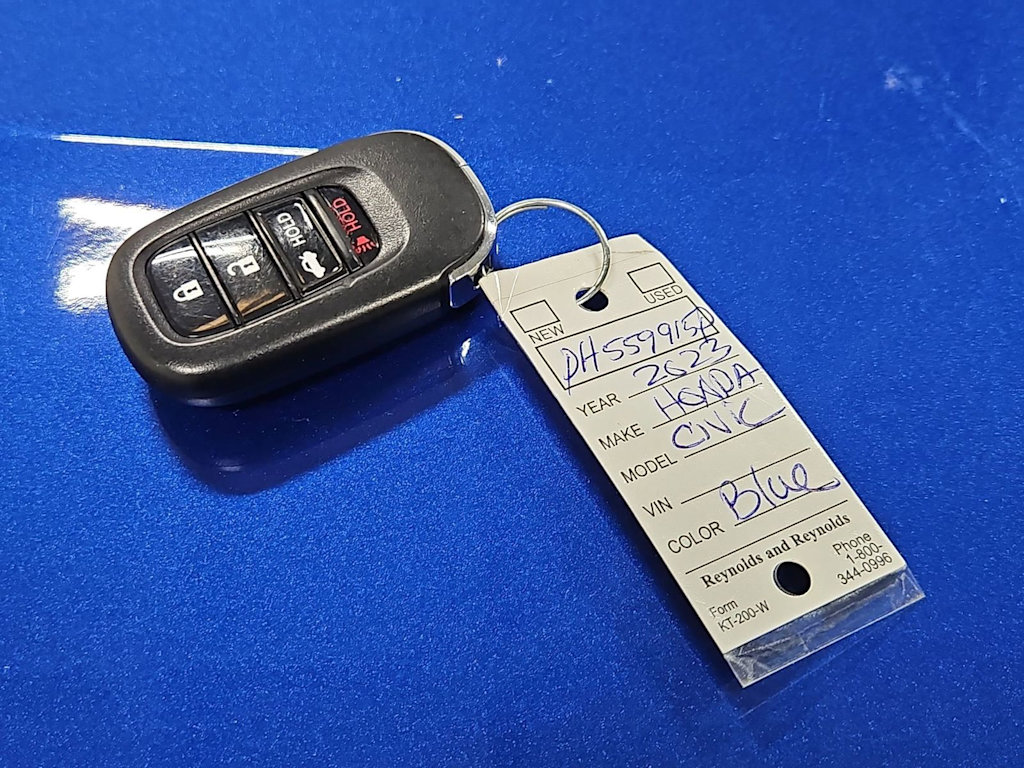 HOLD
HOLD
NEW
USED
DH559915A
YEAR 2023
MAKE HONDA
MODEL CIVIC
VIN
COLOR Blue
Reynolds and Reynolds
Form
KT-200-W
Phone
1-800-
344-0996